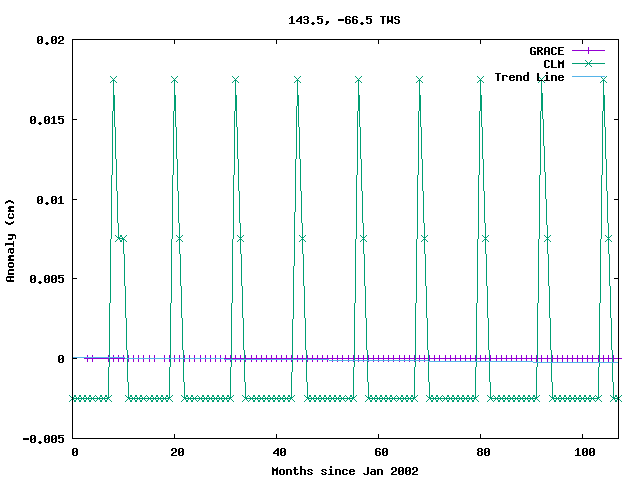 143.5, -66.5 TWS
0.02
0.015
0.01
0.005
0
-0.005
Anomaly (cm)
GRACE
CLM
Trend Line
0 20 40 60 80 100
Months since Jan 2002